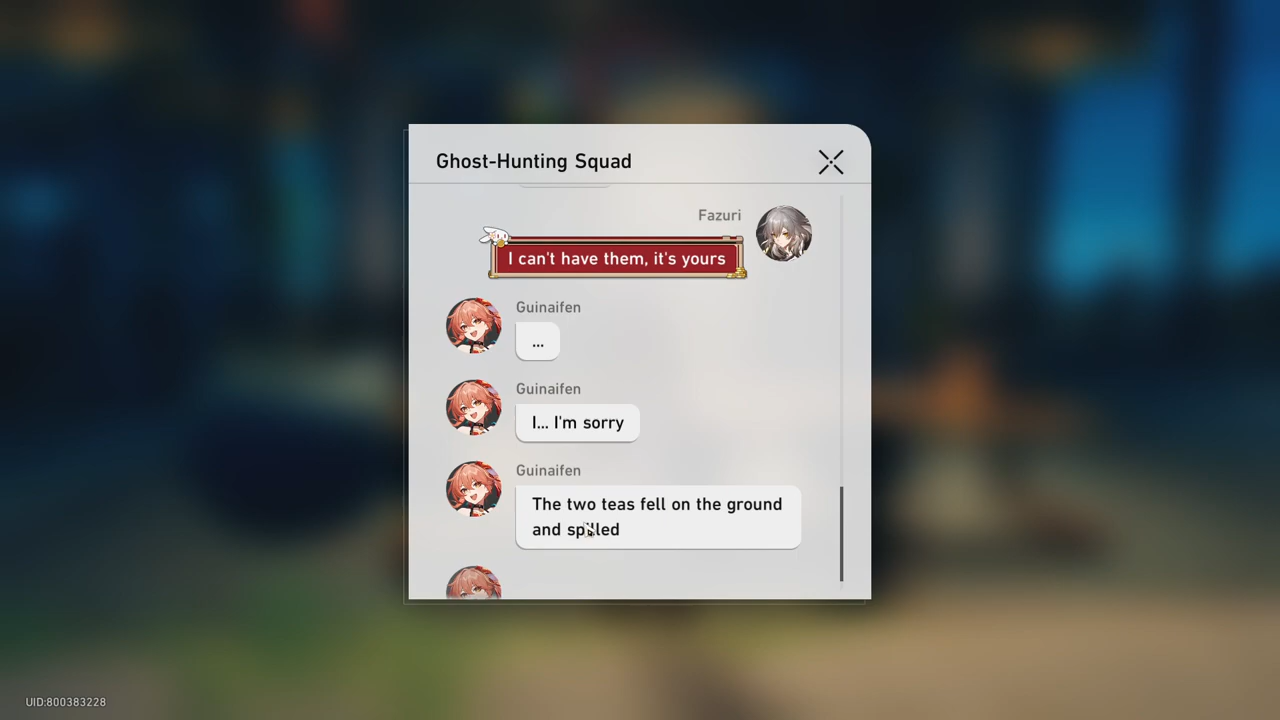 Ghost-Hunting Squad
Fazuri
I can't have them, it's yours
Guinaifen
...
Guinaifen
I... I'm sorry
Guinaifen
The two teas fell on the ground
and spilled
UID:800383228